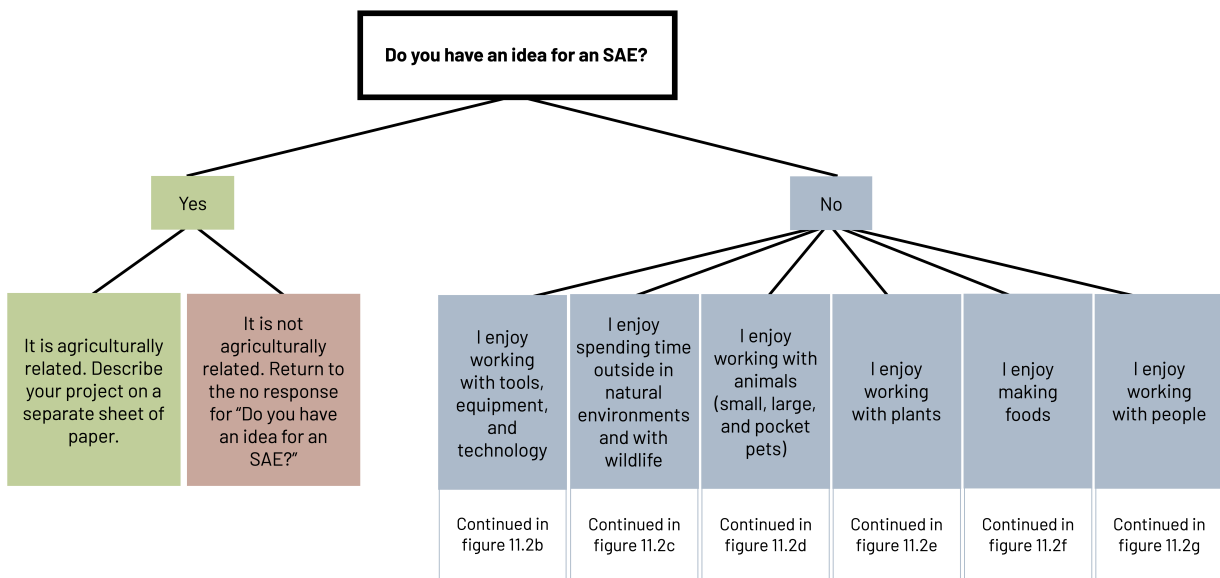 Do you have an idea for an SAE?
Yes
No
It is agriculturally
related. Describe
your project on a
separate sheet of
paper.
It is not
agriculturally
related. Return to
the no response
for “Do you have
an idea for an
SAE?”
I enjoy
working
with tools,
equipment,
and
technology
I enjoy
spending time
outside in
natural
environments
and with
wildlife
I enjoy
working with
animals
(small, large,
and pocket
pets)
I enjoy
working
with plants
I enjoy
making
foods
I enjoy
working
with people
Continued in
figure 11.2b
Continued in
figure 11.2c
Continued in
figure 11.2d
Continued in
figure 11.2e
Continued in
figure 11.2f
Continued in
figure 11.2g